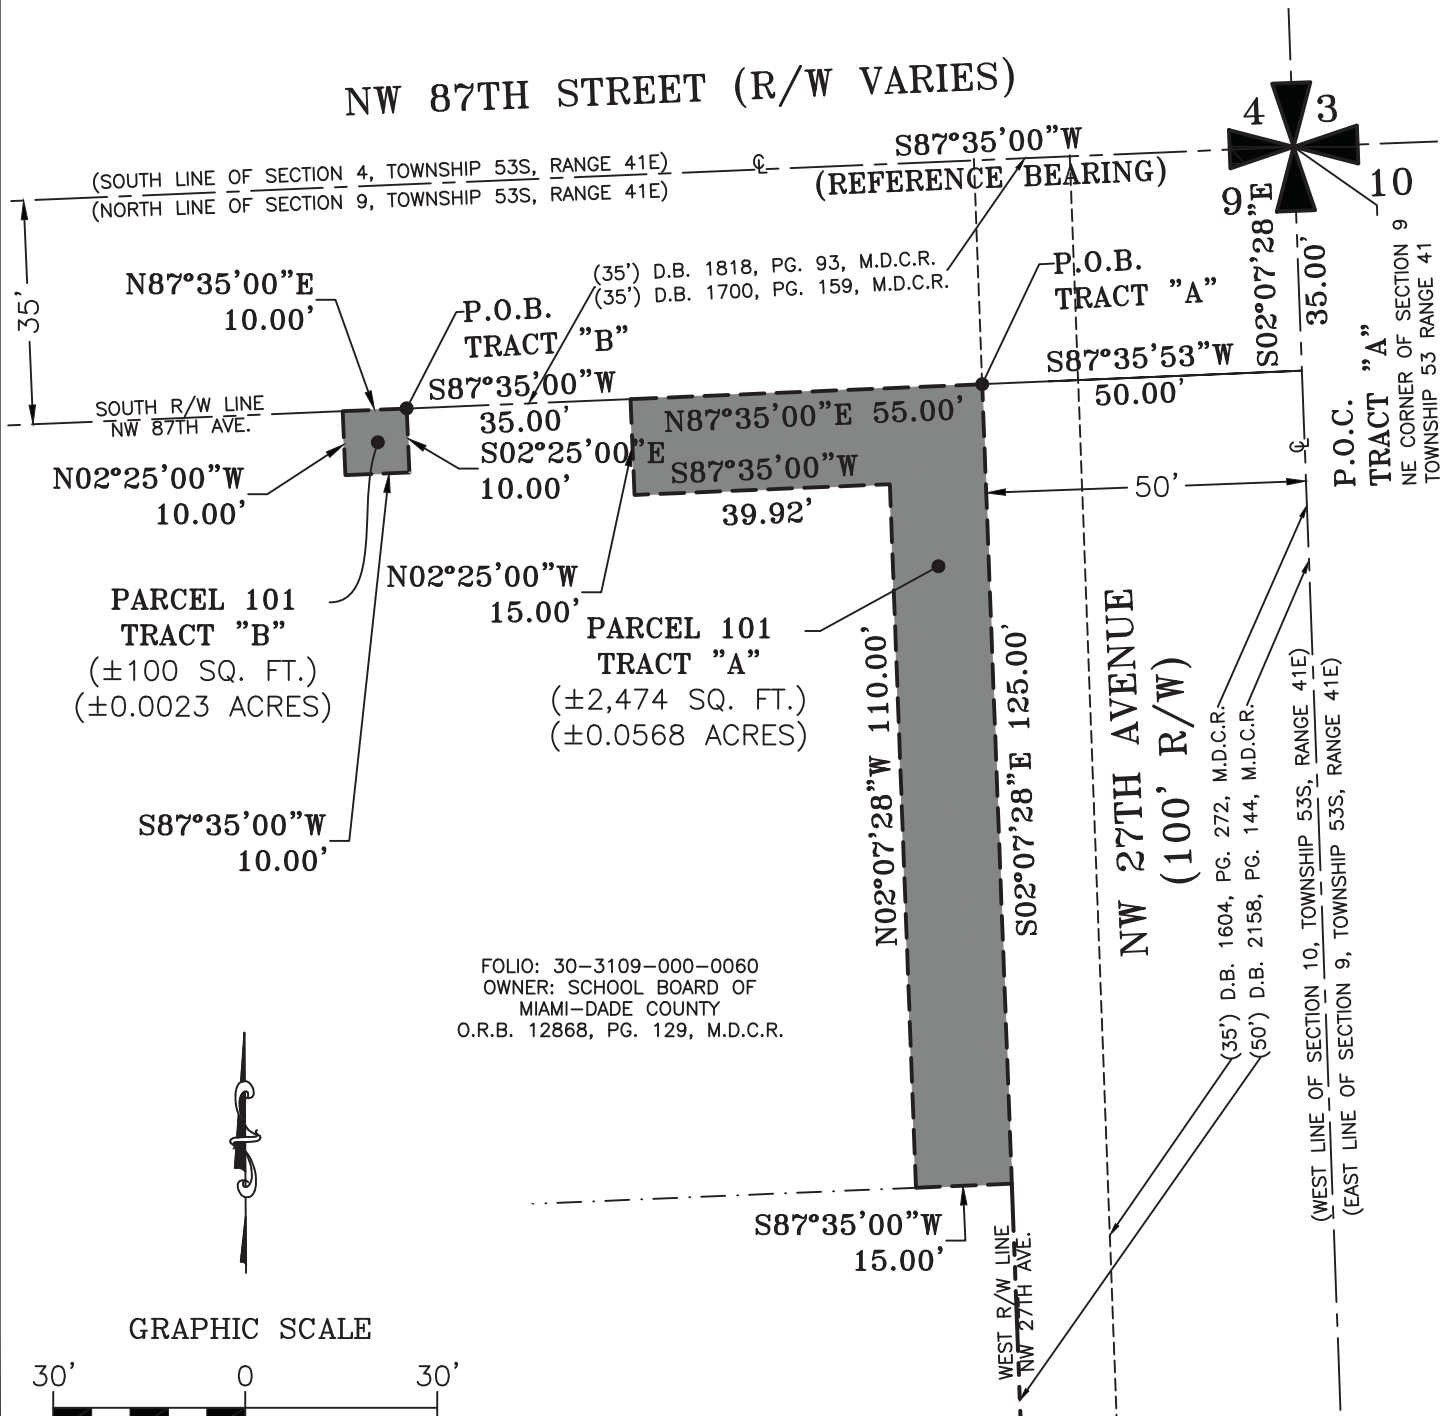 NW 87TH STREET (R/W VARIES)
S87°35'00"W
(REFERENCE BEARING)
4
3
9
10
(SOUTH LINE OF SECTION 4, TOWNSHIP 53S, RANGE 41E)
(NORTH LINE OF SECTION 9, TOWNSHIP 53S, RANGE 41E)
35'
N87°35'00"E
10.00'
P.O.B.
TRACT "B"
(35') D.B. 1818, PG. 93, M.D.C.R.
(35') D.B. 1700, PG. 159, M.D.C.R.
P.O.B.
TRACT "A"
S02°07'28"E
35.00'
P.O.C.
TRACT "A"
NE CORNER OF SECTION 9
TOWNSHIP 53 RANGE 41
S87°35'53"W
50.00'
SOUTH R/W LINE
NW 87TH AVE.
S87°35'00"W
35.00'
N87°35'00"E 55.00'
S02°25'00"E
10.00'
S87°35'00"W
39.92'
50'
N02°25'00"W
10.00'
N02°25'00"W
15.00'
PARCEL 101
TRACT "B"
(±100 SQ. FT.)
(±0.0023 ACRES)
PARCEL 101
TRACT "A"
(±2,474 SQ. FT.)
(±0.0568 ACRES)
N02°07'28"W 110.00'
S02°07'28"E 125.00'
NW 27TH AVENUE
(100' R/W)
(35') D.B. 1604, PG. 272, M.D.C.R.
(50') D.B. 2158, PG. 144, M.D.C.R.
(WEST LINE OF SECTION 10, TOWNSHIP 53S, RANGE 41E)
(EAST LINE OF SECTION 9, TOWNSHIP 53S, RANGE 41E)
S87°35'00"W
10.00'
FOLIO: 30-3109-000-0060
OWNER: SCHOOL BOARD OF
MIAMI-DADE COUNTY
O.R.B. 12868, PG. 129, M.D.C.R.
S87°35'00"W
15.00'
WEST R/W LINE
NW 27TH AVE.
GRAPHIC SCALE
30' 0 30'